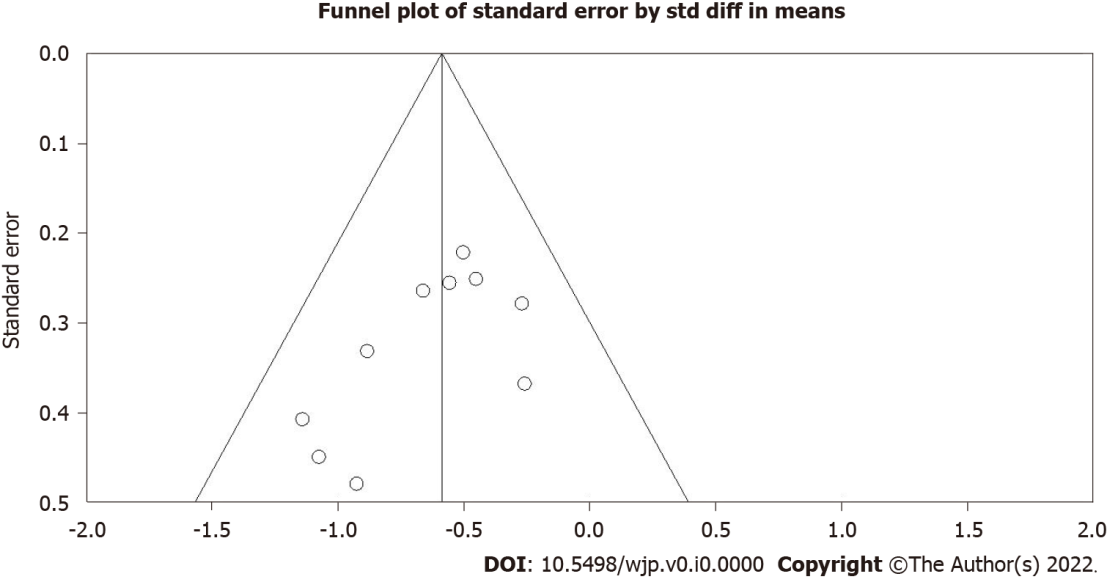 Funnel plot of standard error by std diff in means
0.0
0.1
0.2
0.3
0.4
0.5
Standard error
-2.0 -1.5 -1.0 -0.5 0.0 0.5 1.0 1.5 2.0
DOI: 10.5498/wjp.v0.i0.0000 Copyright ©The Author(s) 2022.